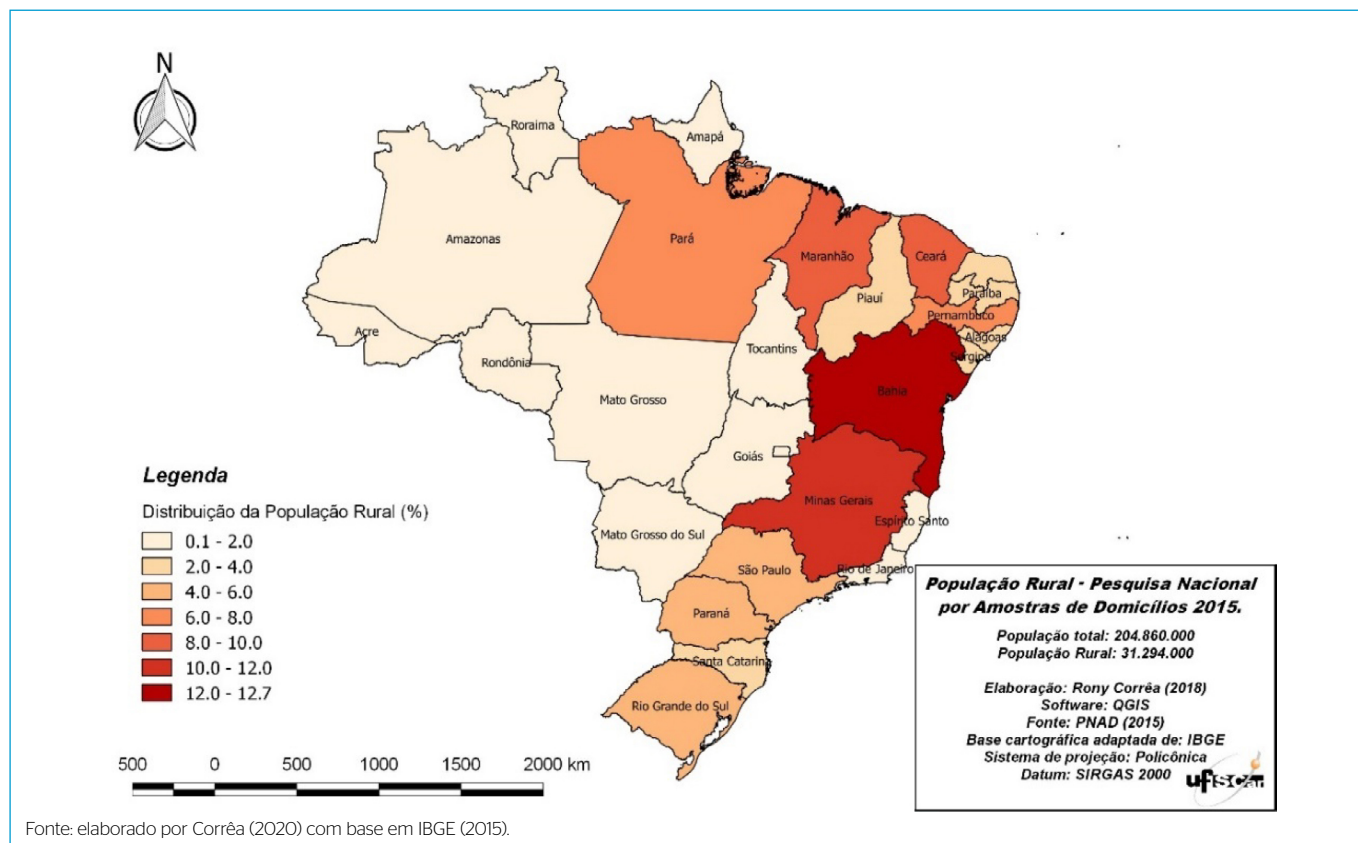 N
Roraima
Amapá
Amazonas
Pará
Maranhão
Ceará
Piauí
Paraíba
Pernambuco
Alagoas
Sergipe
Acre
Rondônia
Tocantins
Bahia
Mato Grosso
Goiás
Minas Gerais
Espírito Santo
Mato Grosso do Sul
São Paulo
Rio de Janeiro
Paraná
Santa Catarina
Rio Grande do Sul
Legenda
Distribuição da População Rural (%)
0.1 - 2.0
2.0 - 4.0
4.0 - 6.0
6.0 - 8.0
8.0 - 10.0
10.0 - 12.0
12.0 - 12.7
500 0 500 1000 1500 2000 km
População Rural - Pesquisa Nacional
por Amostras de Domicílios 2015.
População total: 204.860.000
População Rural: 31.294.000
Elaboração: Rony Corrêa (2018)
Software: QGIS
Fonte: PNAD (2015)
Base cartográfica adaptada de: IBGE
Sistema de projeção: Policônica
Datum: SIRGAS 2000
ufscar
Fonte: elaborado por Corrêa (2020) com base em IBGE (2015).